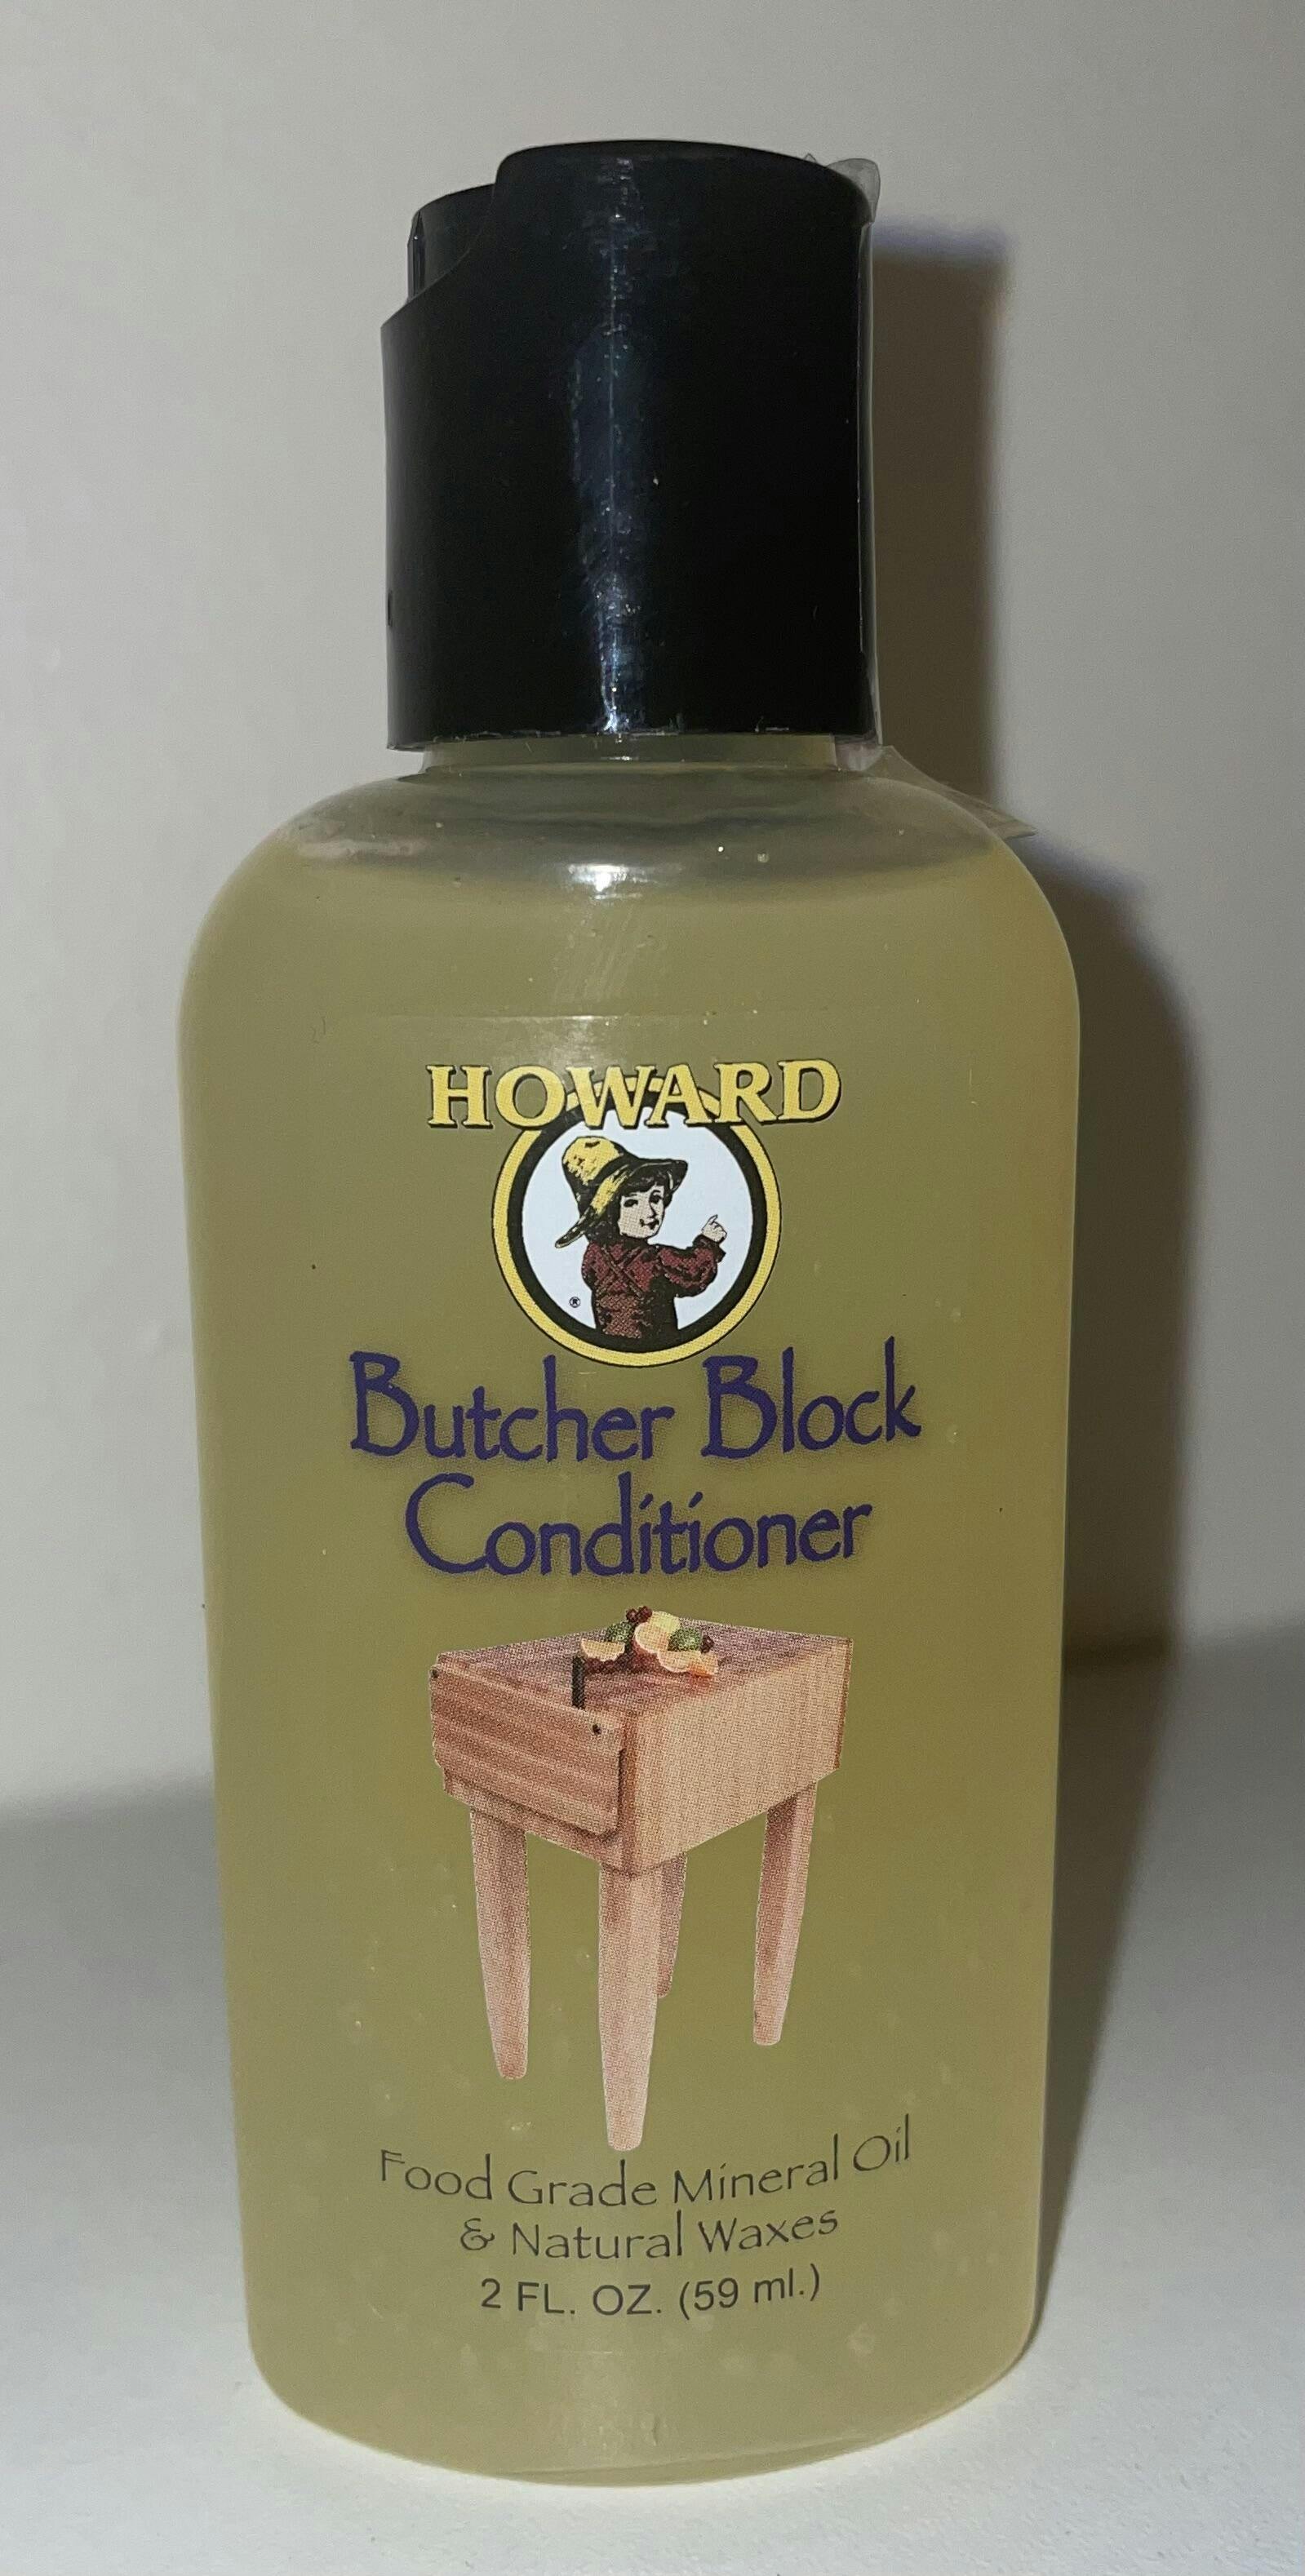 HOWARD
®
Butcher Block
Conditioner
Food Grade Mineral Oil
& Natural Waxes
2 FL. OZ. (59 ml.)